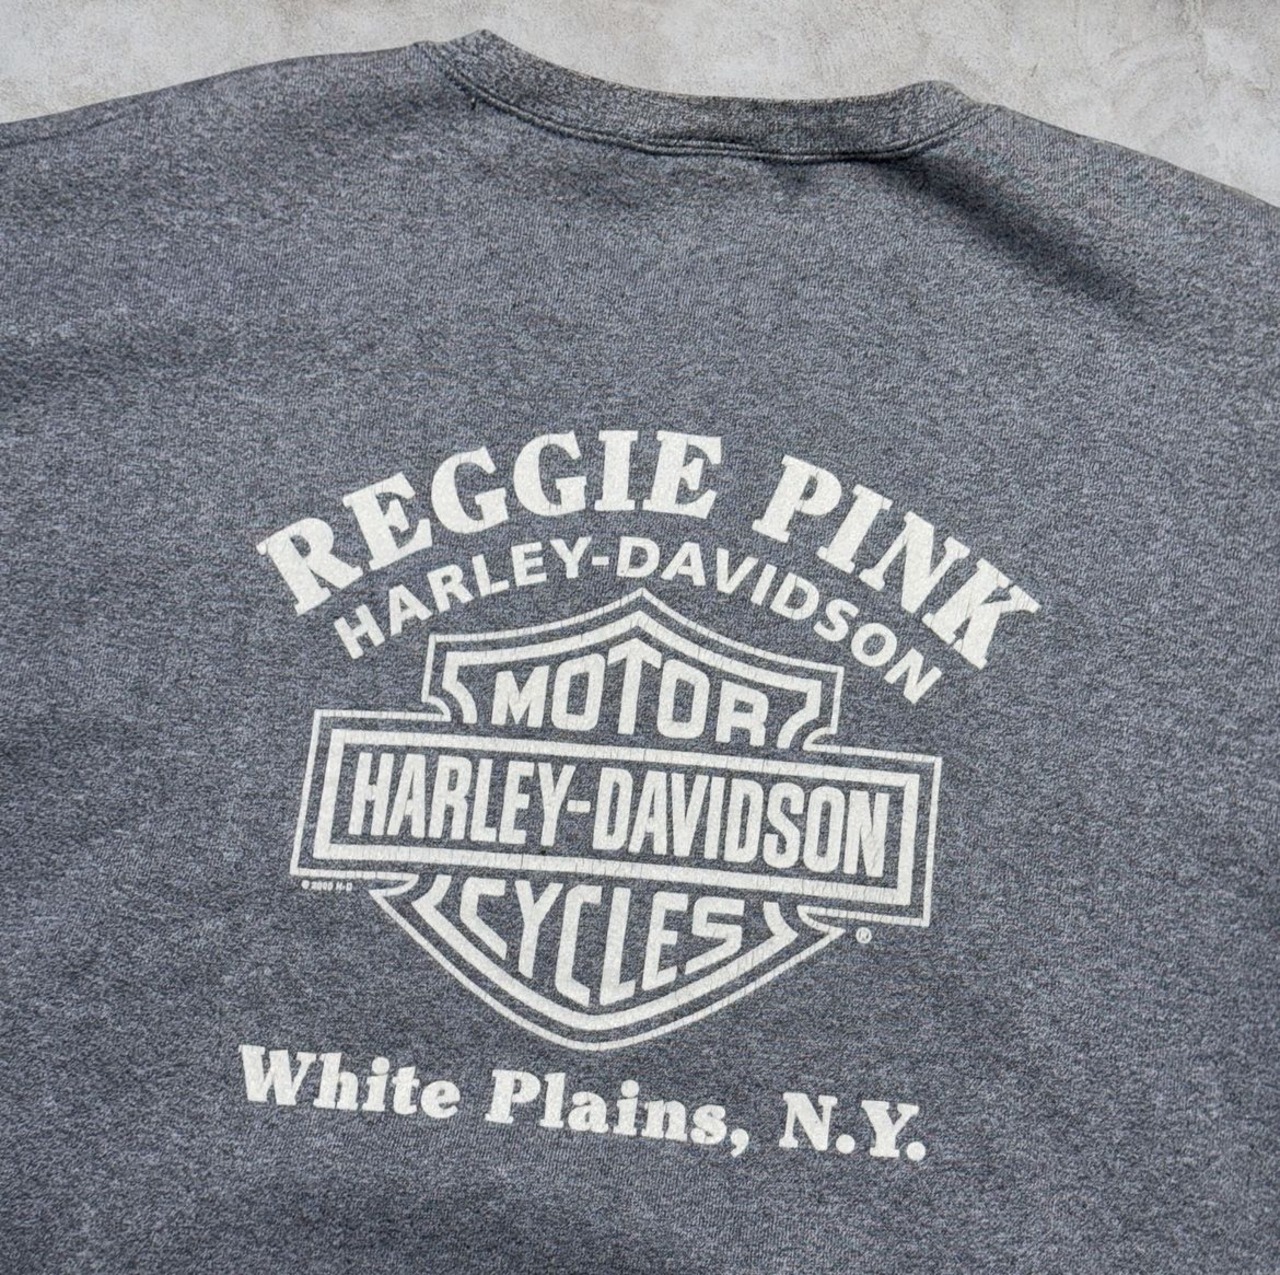 REGGIE PINK
HARLEY-DAVIDSON
MOTOR
HARLEY-DAVIDSON
CYCLES
®
White Plains, N.Y.